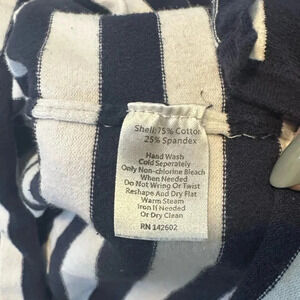 Shell:75% Cotton
25% Spandex
Hand Wash
Cold Seperately
Only Non-chlorine Bleach
When Needed
Do Not Wring Or Twist
Reshape And Dry Flat
Warm Steam
Iron If Needed
Or Dry Clean
RN 142602